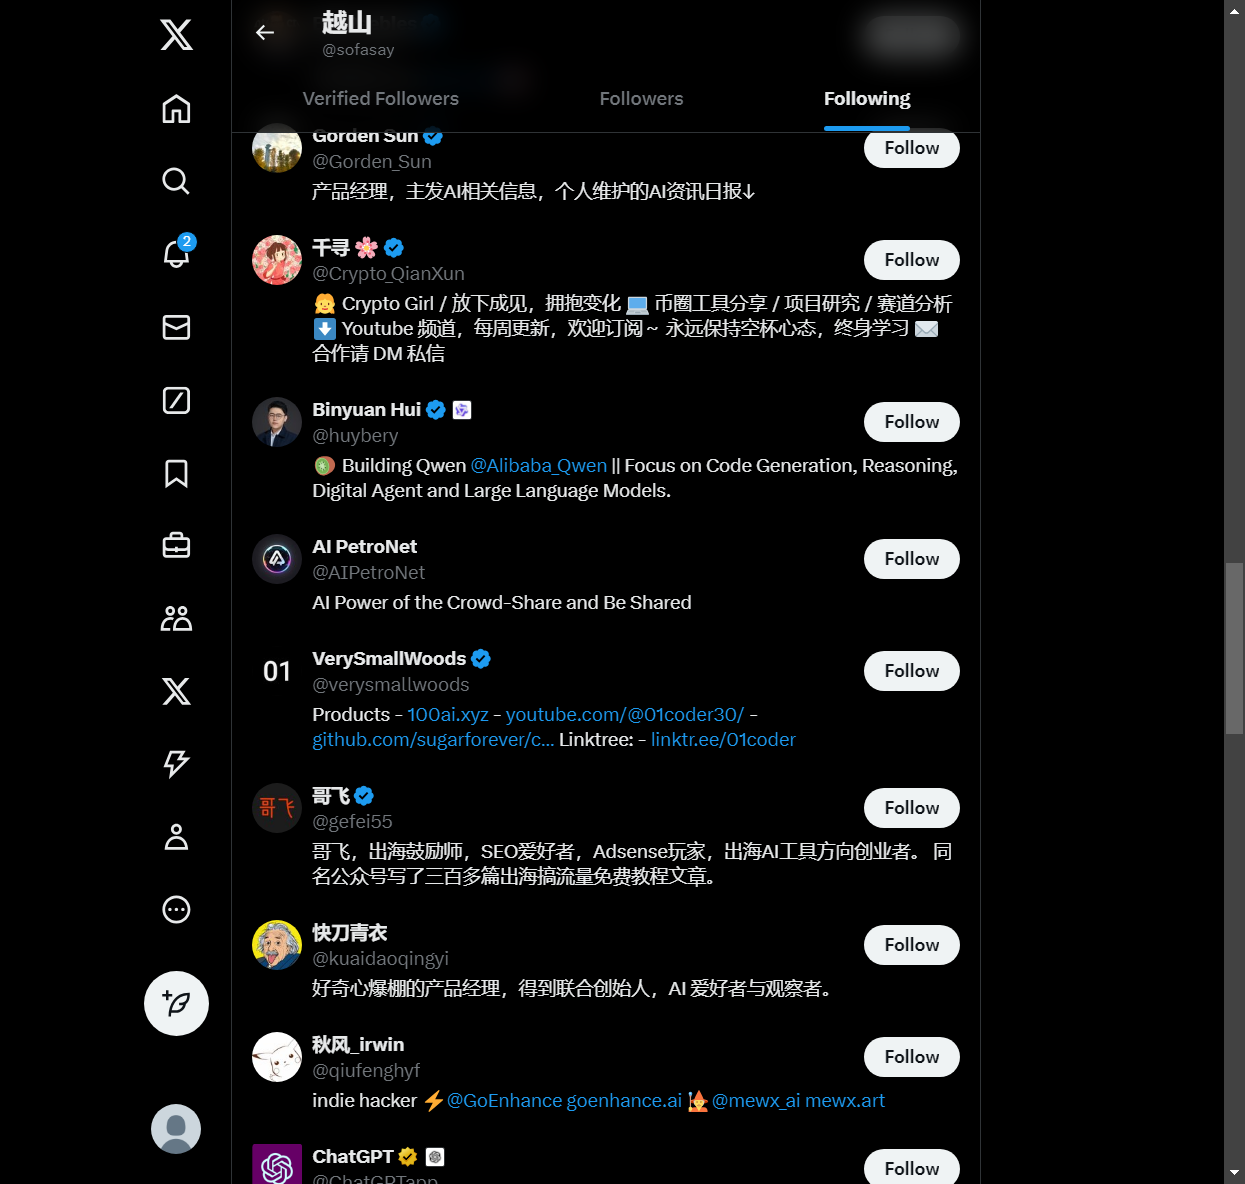 越山
@sofasay
Verified Followers
Followers
Following
Gorden Sun
@Gorden_Sun
Follow
产品经理，主发AI相关信息，个人维护的AI资讯日报↓
2
千寻🌸
@Crypto_QianXun
Follow
👧 Crypto Girl / 放下成见，拥抱变化 💻 币圈工具分享 / 项目研究 / 赛道分析
⬇️ Youtube 频道，每周更新，欢迎订阅 ~ 永远保持空杯心态，终身学习 ✉️
合作请 DM 私信
Binyuan Hui
@huybery
Follow
🥝 Building Qwen @Alibaba_Qwen || Focus on Code Generation, Reasoning,
Digital Agent and Large Language Models.
AI PetroNet
@AIPetroNet
Follow
AI Power of the Crowd-Share and Be Shared
01
VerySmallWoods
@verysmallwoods
Follow
Products - 100ai.xyz - youtube.com/@01coder30/ -
github.com/sugarforever/c... Linktree: - linktr.ee/01coder
哥飞
哥飞
@gefei55
Follow
哥飞，出海鼓励师，SEO爱好者，Adsense玩家，出海AI工具方向创业者。 同
名公众号写了三百多篇出海搞流量免费教程文章。
快刀青衣
@kuaidaoqingyi
Follow
好奇心爆棚的产品经理，得到联合创始人，AI 爱好者与观察者。
秋风_irwin
@qiufenghyf
Follow
indie hacker ⚡@GoEnhance goenhance.ai 🧙@mewx_ai mewx.art
ChatGPT
@ChatGPTapp
Follow